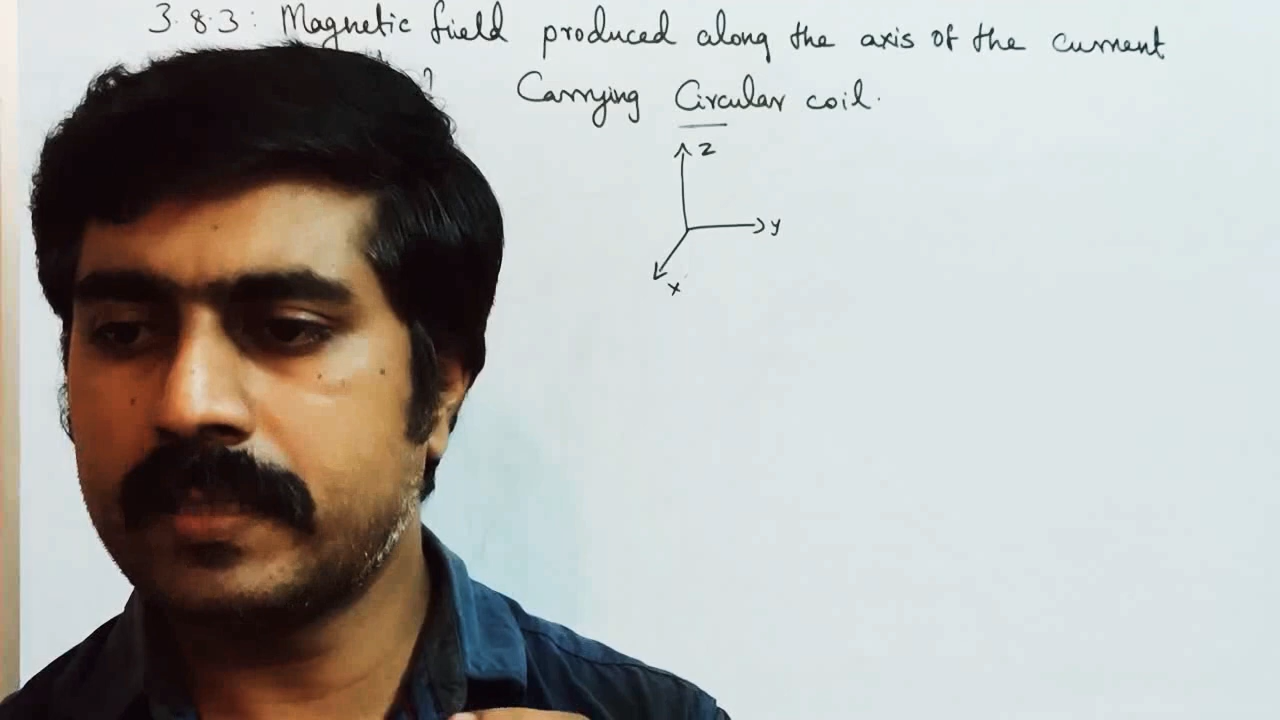 3.8.3: Magnetic field produced along the axis of the current
? Carrying Circular coil.
z
y
x